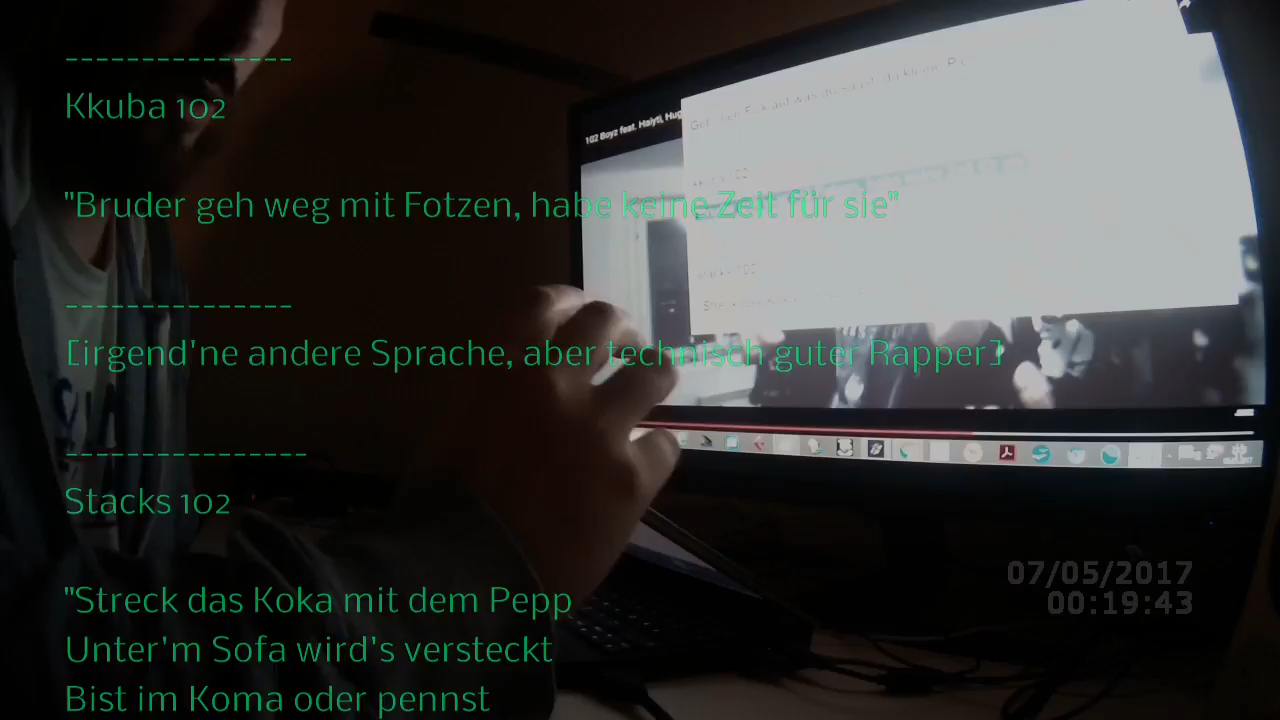 ---------------
Kkuba 102
"Bruder geh weg mit Fotzen, habe keine Zeit für sie"
---------------
[irgend'ne andere Sprache, aber technisch guter Rapper]
----------------
Stacks 102
"Streck das Koka mit dem Pepp
Unter'm Sofa wird's versteckt
Bist im Koma oder pennst
102 Boyz feat. Haiyti, Hug
07/05/2017
00:19:43